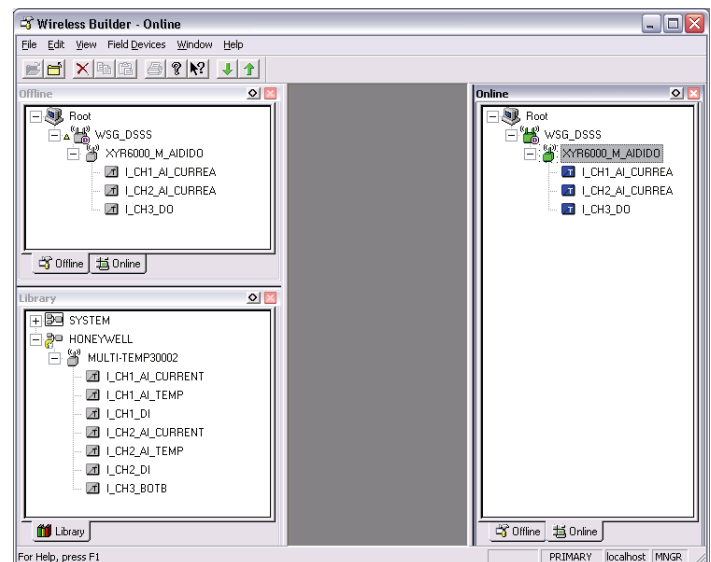 Wireless Builder - Online
File Edit View Field Devices Window Help
Offline
Root
WSG_DSSS
XYR6000_M_AIDIDO
I_CH1_AI_CURREA
I_CH2_AI_CURREA
I_CH3_DO
Offline Online
Library
SYSTEM
HONEYWELL
MULTI-TEMP30002
I_CH1_AI_CURRENT
I_CH1_AI_TEMP
I_CH1_DI
I_CH2_AI_CURRENT
I_CH2_AI_TEMP
I_CH2_DI
I_CH3_BOTB
Library
Online
Root
WSG_DSSS
XYR6000_M_AIDIDO
I_CH1_AI_CURREA
I_CH2_AI_CURREA
I_CH3_DO
Offline Online
For Help, press F1 PRIMARY localhost MNGR